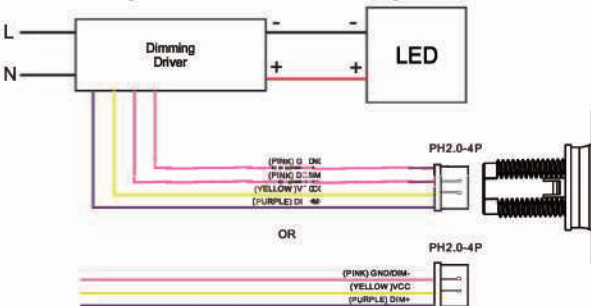 L
N
Dimming
Driver
-
-
+
+
LED
PH2.0-4P
(PINK) G
(PINK)
(YELLOW )V
(PURPLE) DI
OR
PH2.0-4P
(PINK) GND/DIM-
(YELLOW )VCC
(PURPLE) DIM+